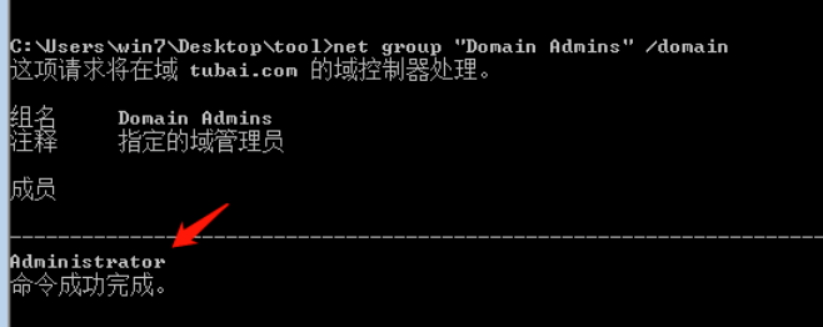 C:\Users\win7\Desktop\tool>net group "Domain Admins" /domain
这项请求将在域 tubai.com 的域控制器处理。
组名 Domain Admins
注释 指定的域管理员
成员
-------------------------------------------------------------------------------
Administrator
命令成功完成。